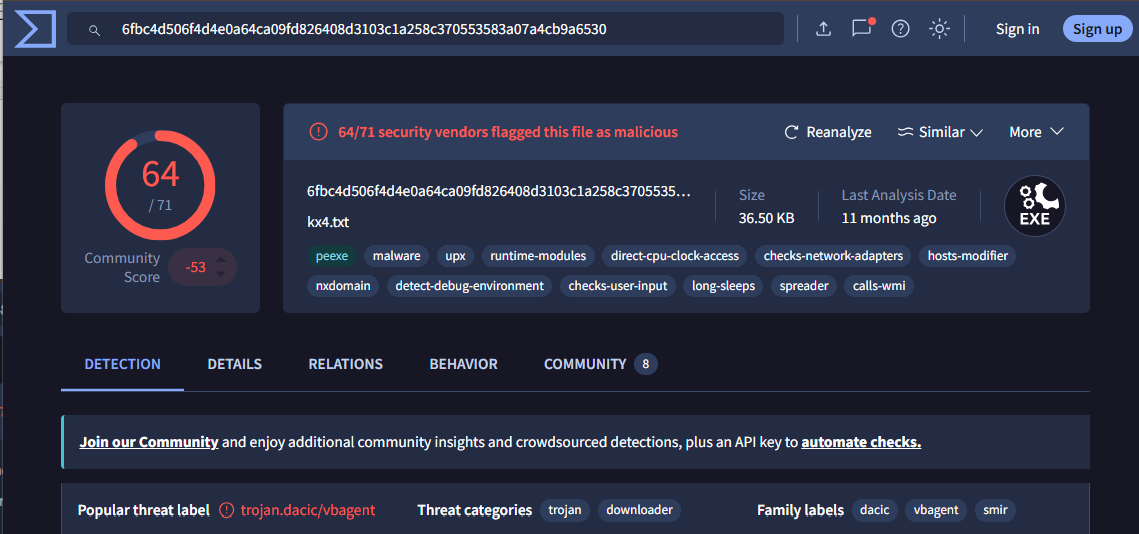 6fbc4d506f4d4e0a64ca09fd826408d3103c1a258c370553583a07a4cb9a6530
Sign in
Sign up
64
/ 71
Community
Score
-53
64/71 security vendors flagged this file as malicious
Reanalyze
Similar
More
6fbc4d506f4d4e0a64ca09fd826408d3103c1a258c3705535...
kx4.txt
Size
36.50 KB
Last Analysis Date
11 months ago
EXE
peexe malware upx runtime-modules direct-cpu-clock-access checks-network-adapters hosts-modifier
nxdomain detect-debug-environment checks-user-input long-sleeps spreader calls-wmi
DETECTION DETAILS RELATIONS BEHAVIOR COMMUNITY 8
Join our Community and enjoy additional community insights and crowdsourced detections, plus an API key to automate checks.
Popular threat label trojan.dacic/vbagent Threat categories trojan downloader Family labels dacic vbagent smir